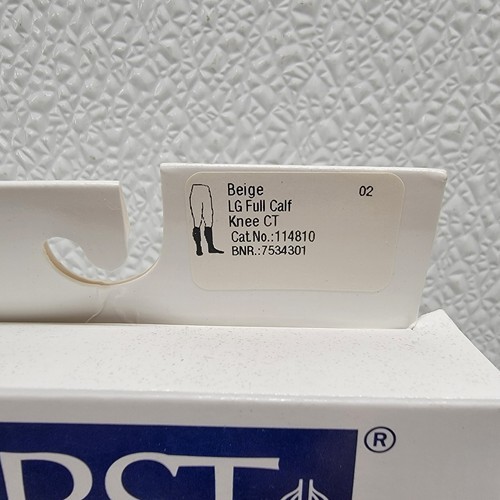 Beige 02
LG Full Calf
Knee CT
Cat.No.:114810
BNR.:7534301
®